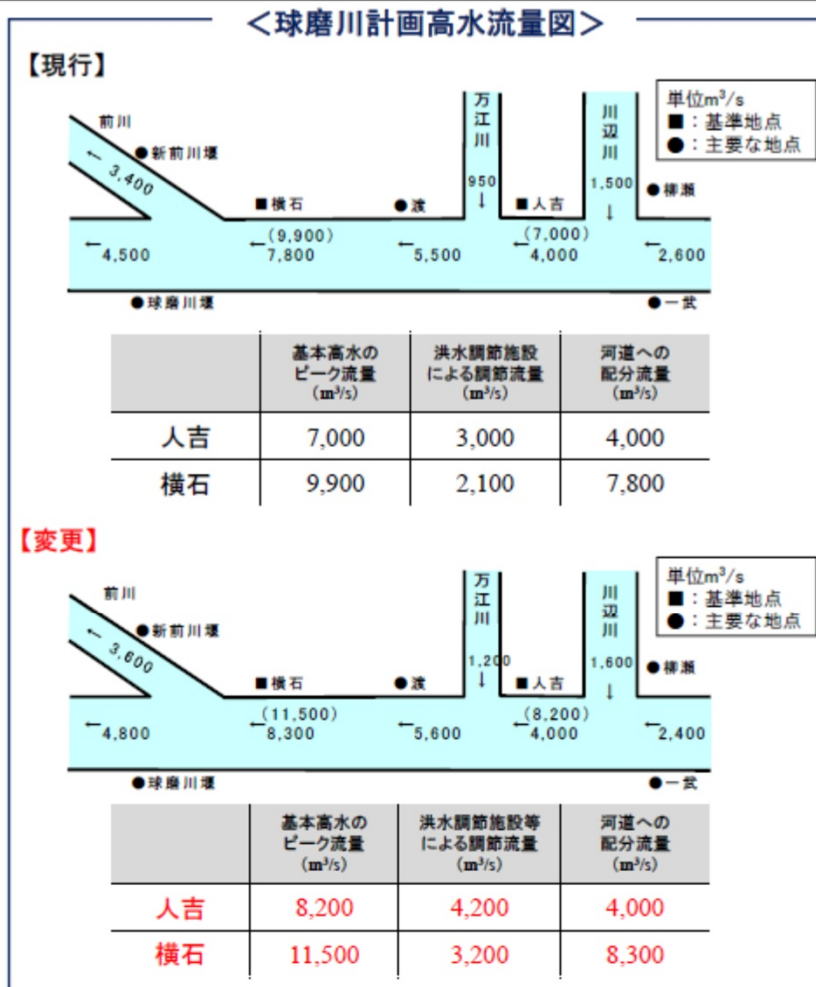 ＜球磨川計画高水流量図＞
【現行】
単位m³/s
■：基準地点
●：主要な地点
前川
●新前川堰
万江川
川辺川
←3,400
■横石
●渡
950
↓
■人吉
1,500
↓
●柳瀬
←4,500
←(9,900)
7,800
←5,500
←(7,000)
4,000
←2,600
●球磨川堰
●一武
基本高水の
ピーク流量
(m³/s)
洪水調節施設
による調節流量
(m³/s)
河道への
配分流量
(m³/s)
人吉 7,000 3,000 4,000
横石 9,900 2,100 7,800
【変更】
単位m³/s
■：基準地点
●：主要な地点
前川
●新前川堰
万江川
川辺川
←3,600
■横石
●渡
1,200
↓
■人吉
1,600
↓
●柳瀬
←4,800
←(11,500)
8,300
←5,600
←(8,200)
4,000
←2,400
●球磨川堰
●一武
基本高水の
ピーク流量
(m³/s)
洪水調節施設等
による調節流量
(m³/s)
河道への
配分流量
(m³/s)
人吉 8,200 4,200 4,000
横石 11,500 3,200 8,300